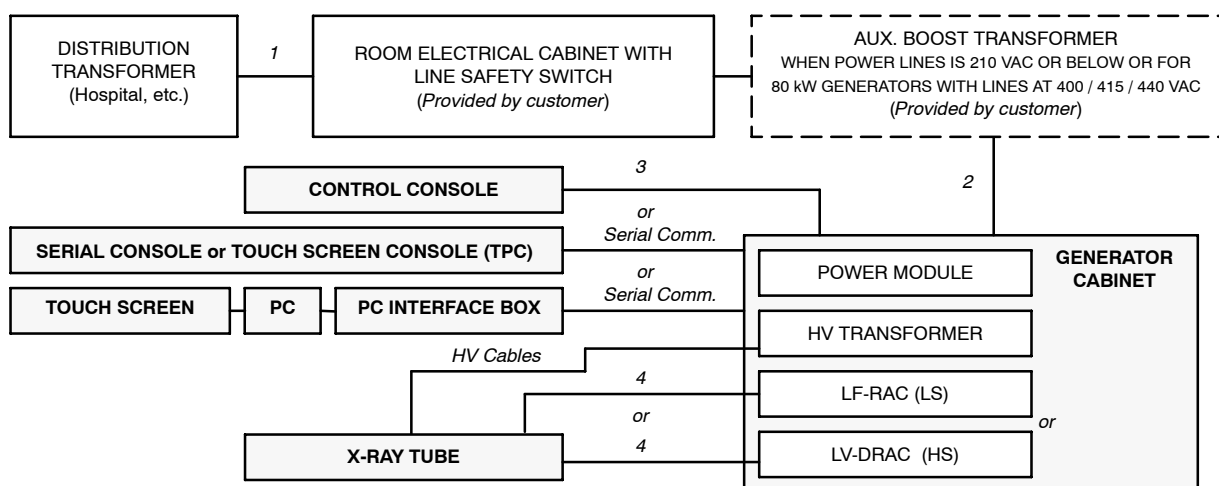 DISTRIBUTION
TRANSFORMER
(Hospital, etc.)
1
ROOM ELECTRICAL CABINET WITH
LINE SAFETY SWITCH
(Provided by customer)
AUX. BOOST TRANSFORMER
WHEN POWER LINES IS 210 VAC OR BELOW OR FOR
80 kW GENERATORS WITH LINES AT 400 / 415 / 440 VAC
(Provided by customer)
3
2
CONTROL CONSOLE
or
Serial Comm.
SERIAL CONSOLE or TOUCH SCREEN CONSOLE (TPC)
or
Serial Comm.
TOUCH SCREEN
PC
PC INTERFACE BOX
GENERATOR
CABINET
POWER MODULE
HV TRANSFORMER
HV Cables
4
LF-RAC (LS)
or
or
X-RAY TUBE
4
LV-DRAC (HS)